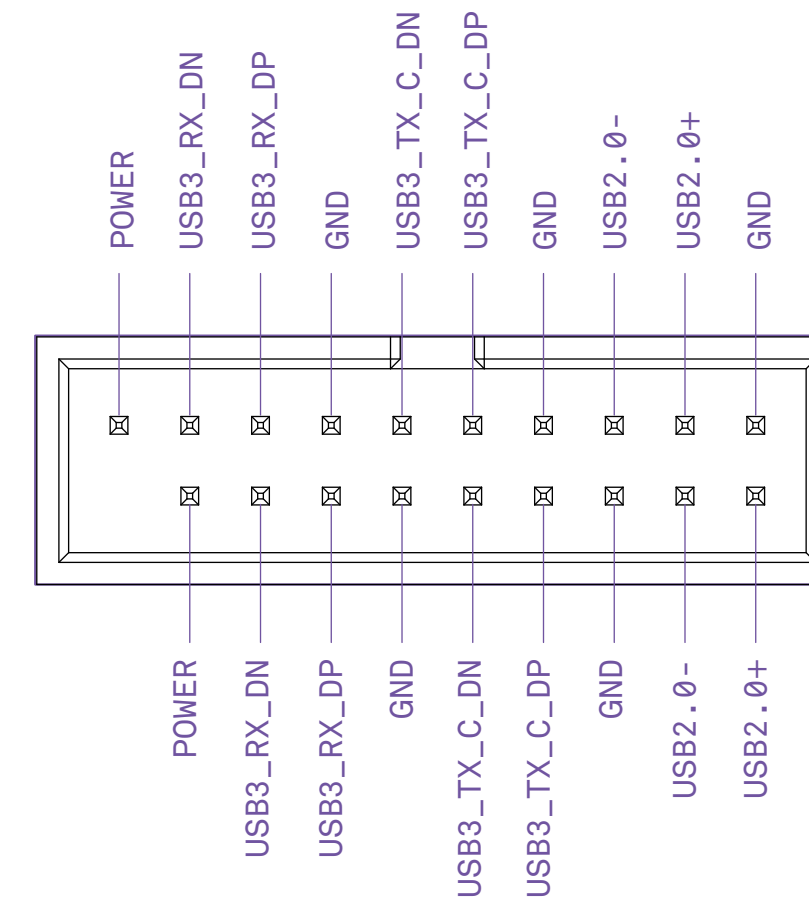 POWER
USB3_RX_DN
USB3_RX_DP
GND
USB3_TX_C_DN
USB3_TX_C_DP
GND
USB2.0-
USB2.0+
GND
POWER
USB3_RX_DN
USB3_RX_DP
GND
USB3_TX_C_DN
USB3_TX_C_DP
GND
USB2.0-
USB2.0+